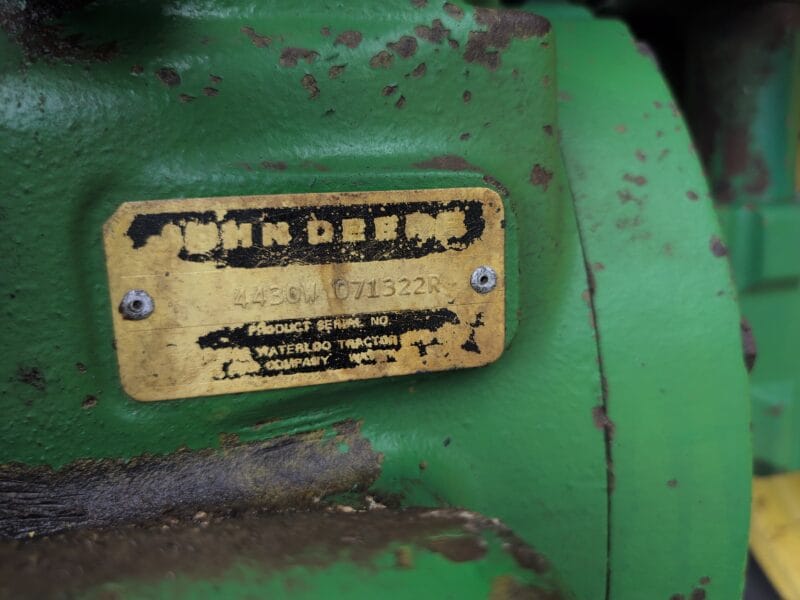 JOHN DEERE
4430W 071322R
PRODUCT SERIAL NO.
WATERLOO TRACTOR
COMPANY